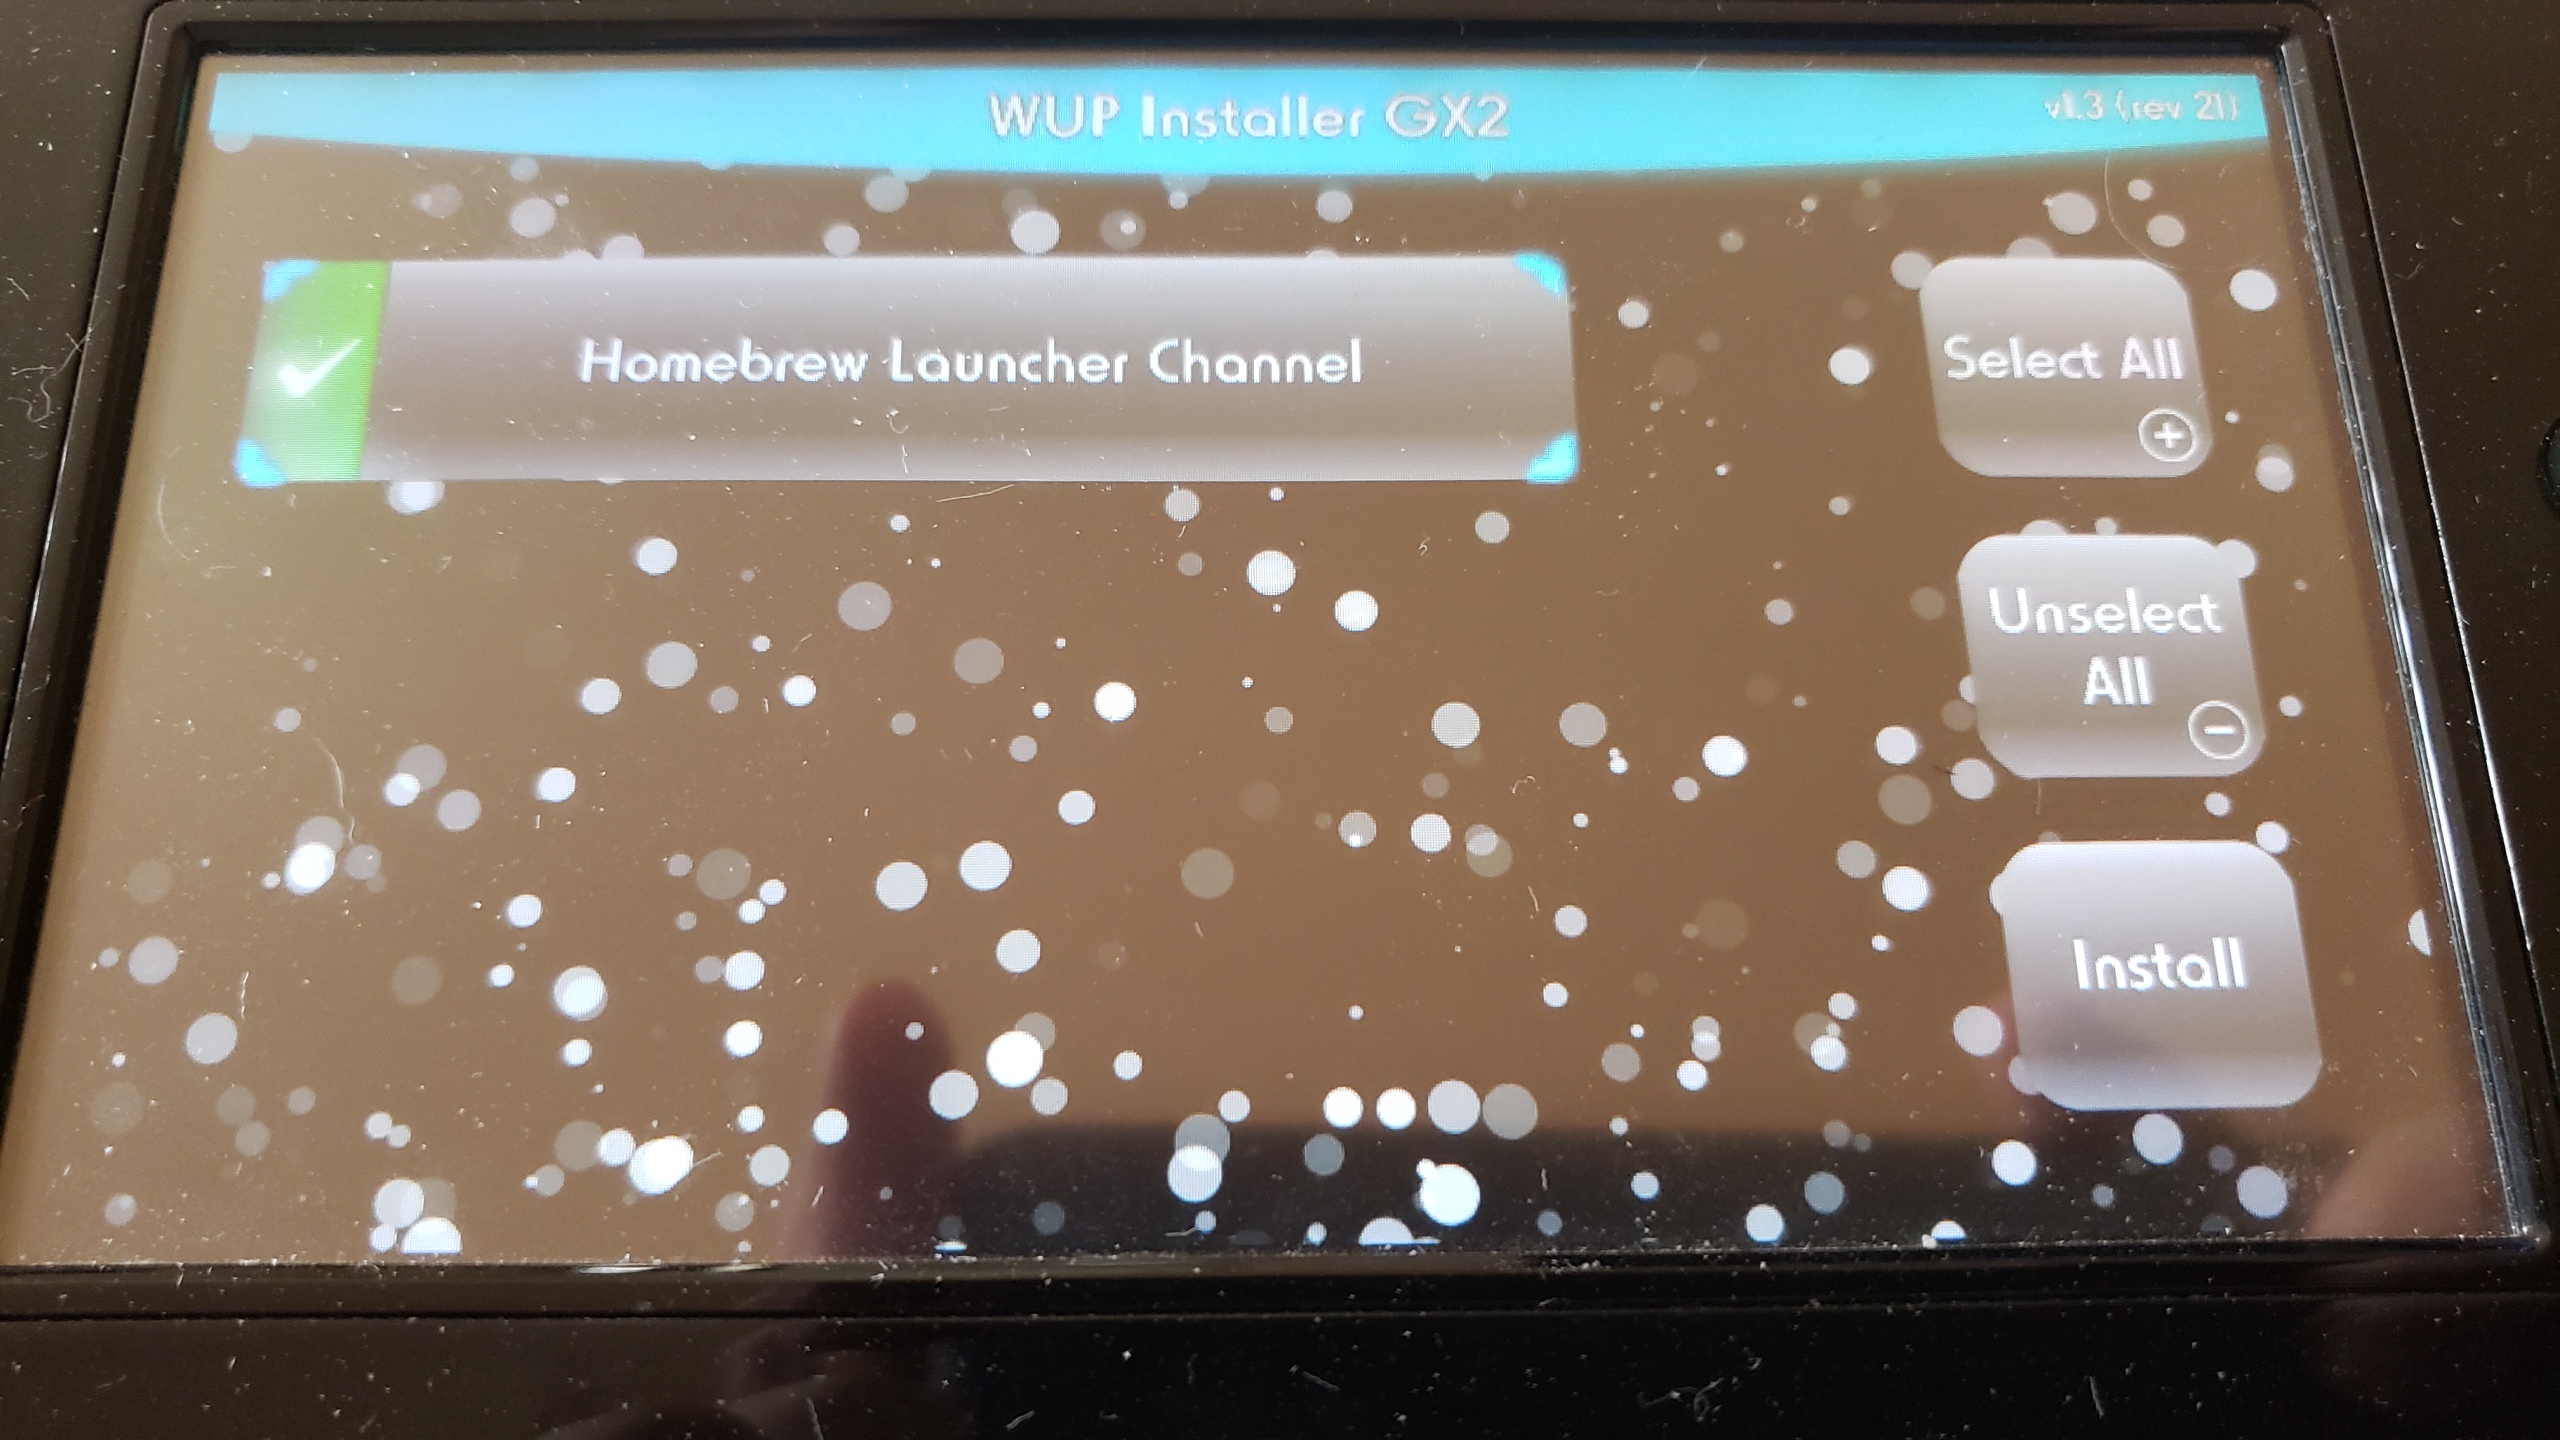 WUP Installer GX2
v1.3 (rev 21)
Homebrew Launcher Channel
Select All
+
Unselect
All
-
Install